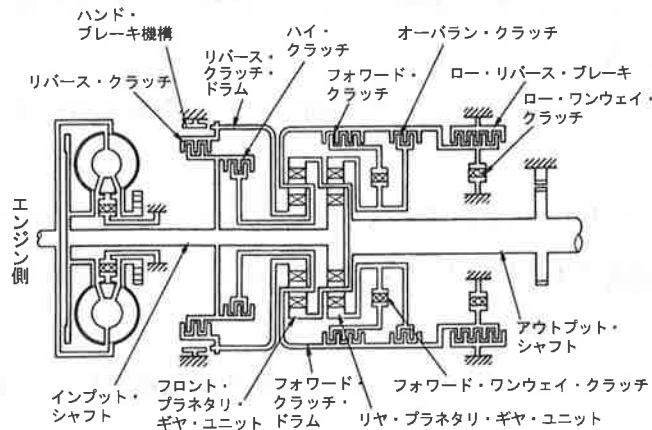 ハンド・
ブレーキ機構
リバース・
クラッチ・
ドラム
ハイ・
クラッチ
オーバラン・クラッチ
リバース・クラッチ
フォワード・
クラッチ
ロー・リバース・ブレーキ
ロー・ワンウェイ・
クラッチ
エンジン側
インプット・
シャフト
フロント・
プラネタリ・
ギヤ・ユニット
フォワード・
クラッチ・
ドラム
リヤ・プラネタリ・ギヤ・ユニット
フォワード・ワンウェイ・クラッチ
アウトプット・
シャフト